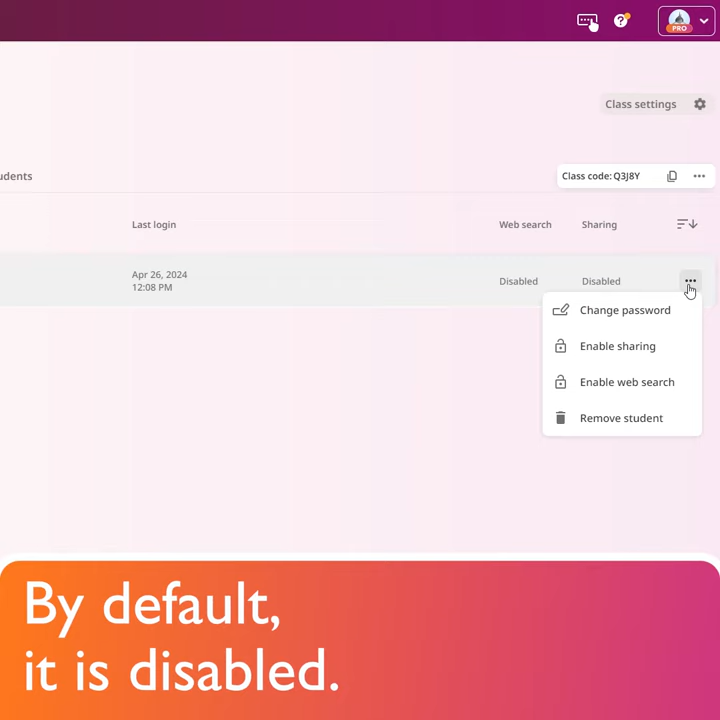 PRO
Class settings
udents
Class code: Q3J8Y
Last login
Web search
Sharing
Apr 26, 2024
12:08 PM
Disabled
Disabled
Change password
Enable sharing
Enable web search
Remove student
By default,
it is disabled.